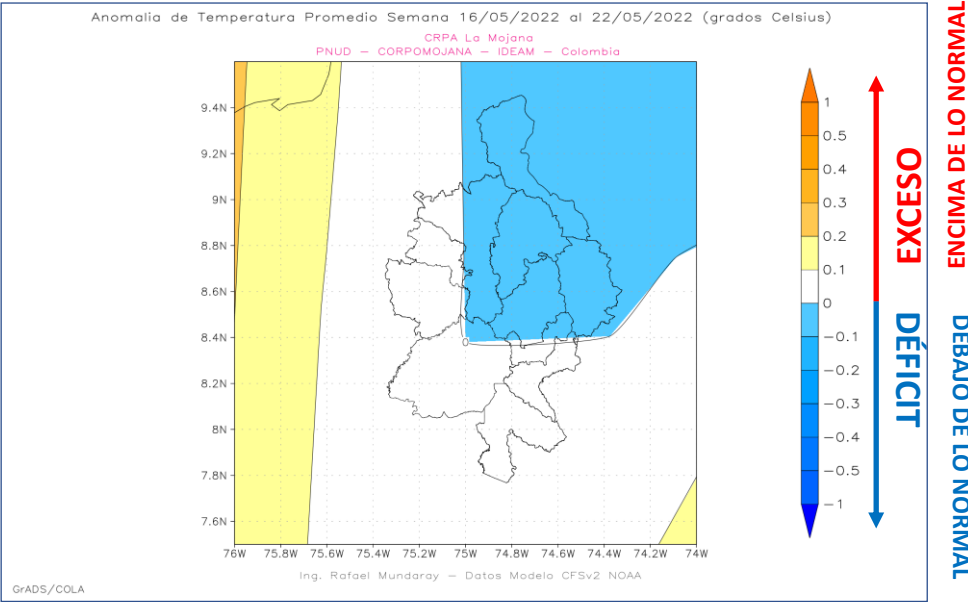 Anomalia de Temperatura Promedio Semana 16/05/2022 al 22/05/2022 (grados Celsius)
CRPA La Mojana
PNUD – CORPOMOJANA – IDEAM – Colombia
9.4N
9.2N
9N
8.8N
8.6N
8.4N
8.2N
8N
7.8N
7.6N
76W 75.8W 75.6W 75.4W 75.2W 75W 74.8W 74.6W 74.4W 74.2W 74W
0
Ing. Rafael Mundaray – Datos Modelo CFSv2 NOAA
GrADS/COLA
1
0.5
0.4
0.3
0.2
0.1
0
−0.1
−0.2
−0.3
−0.4
−0.5
−1
EXCESO
DÉFICIT
ENCIMA DE LO NORMAL
DEBAJO DE LO NORMAL